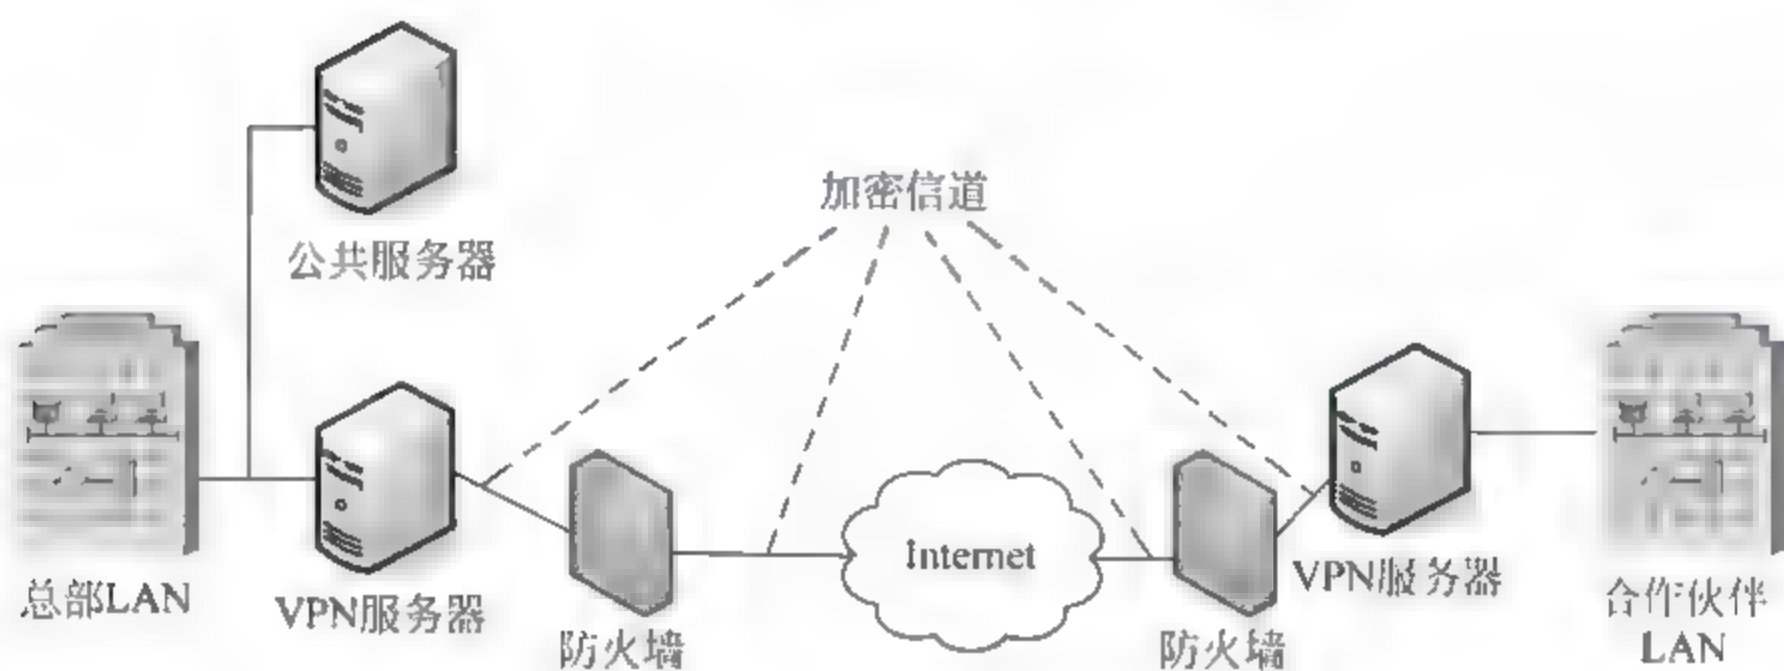 加密信道
公共服务器
Internet
总部LAN
VPN服务器
防火墙
防火墙
VPN服务器
合作伙伴
LAN